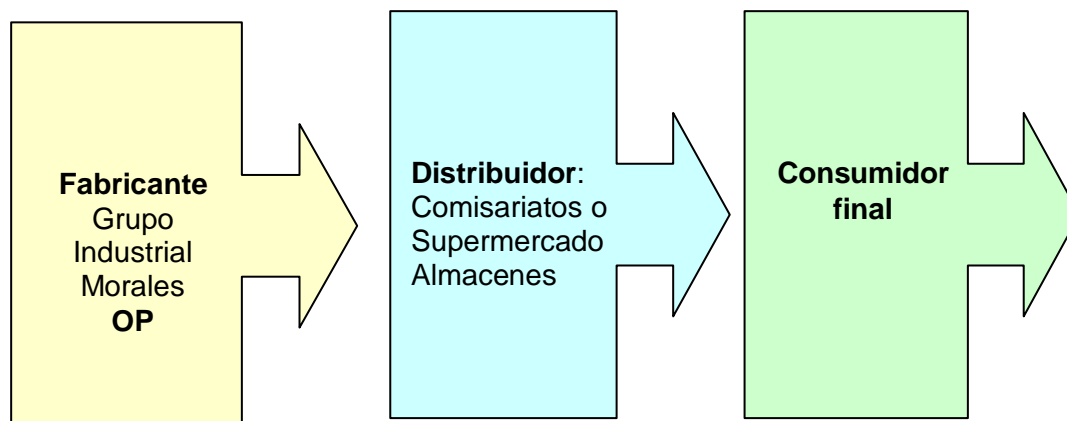 Fabricante
Grupo
Industrial
Morales
OP
Distribuidor:
Comisariatos o
Supermercado
Almacenes
Consumidor
final